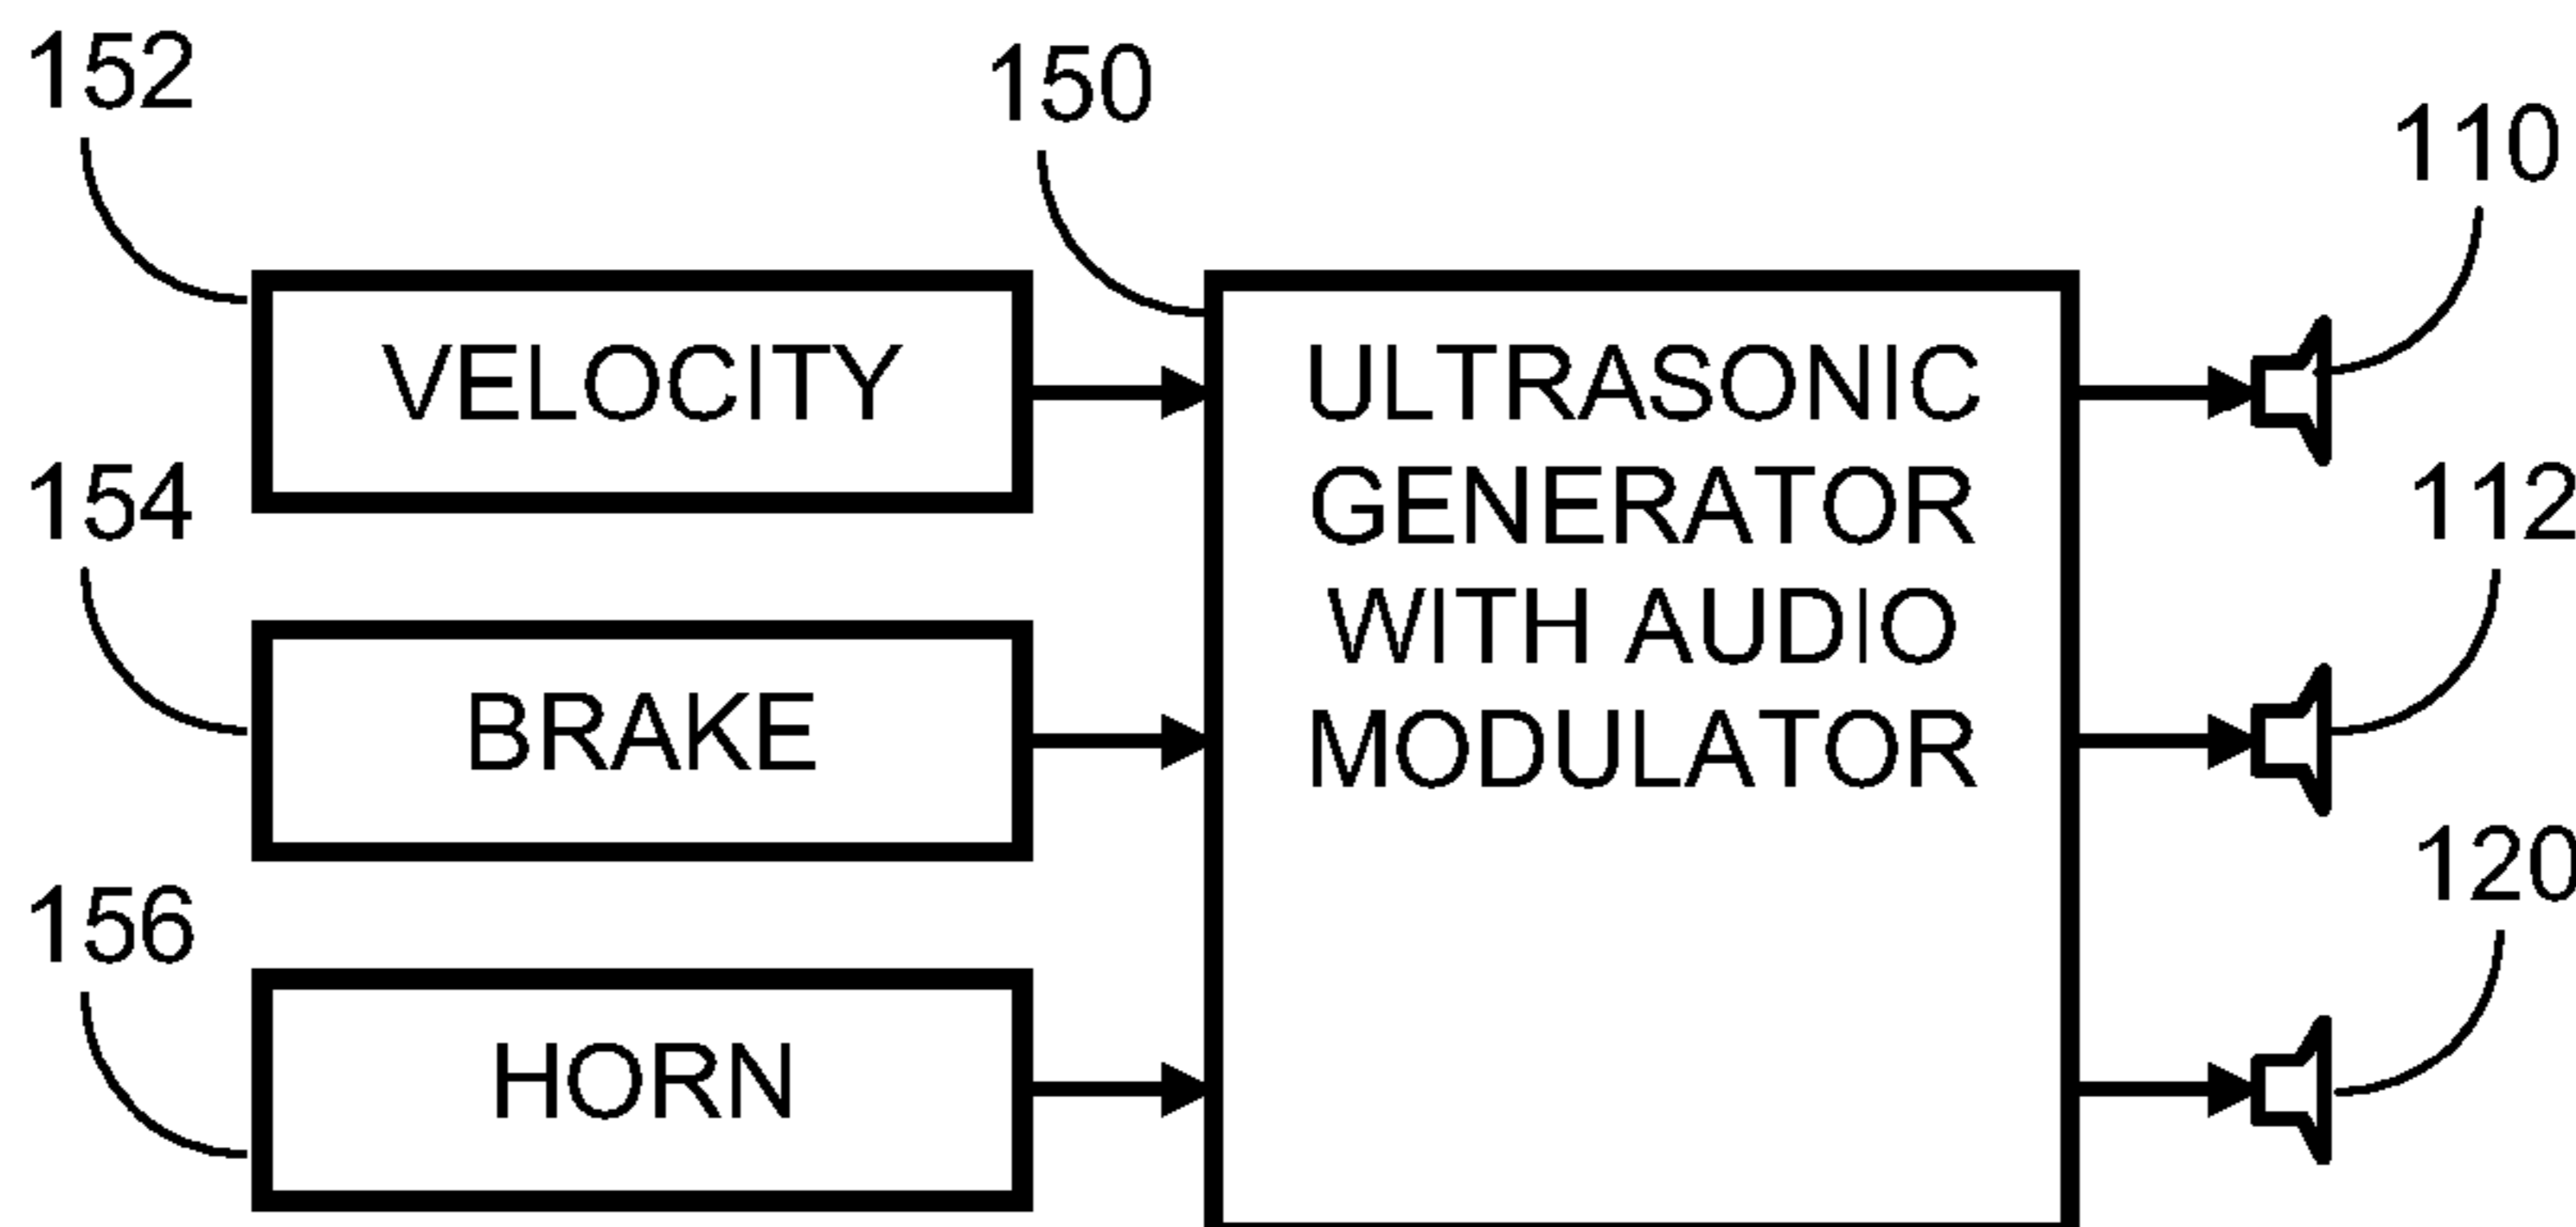 152
150
110
VELOCITY
ULTRASONIC
GENERATOR
WITH AUDIO
MODULATOR
154
112
BRAKE
156
120
HORN